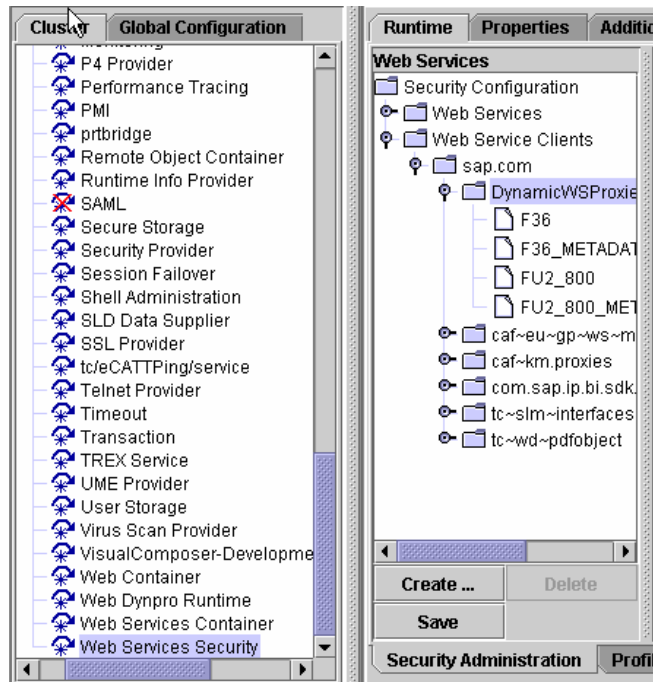 Cluster
Global Configuration
Monitoring
P4 Provider
Performance Tracing
PMI
prtbridge
Remote Object Container
Runtime Info Provider
SAML
Secure Storage
Security Provider
Session Failover
Shell Administration
SLD Data Supplier
SSL Provider
tc/eCATTPing/service
Telnet Provider
Timeout
Transaction
TREX Service
UME Provider
User Storage
Virus Scan Provider
VisualComposer-Developme
Web Container
Web Dynpro Runtime
Web Services Container
Web Services Security
Runtime
Properties
Additio
Web Services
Security Configuration
Web Services
Web Service Clients
sap.com
DynamicWSProxie
F36
F36_METADAT
FU2_800
FU2_800_MET
caf~eu~gp~ws~m
caf~km.proxies
com.sap.ip.bi.sdk.
tc~slm~interfaces
tc~wd~pdfobject
Create ...
Delete
Save
Security Administration
Profil